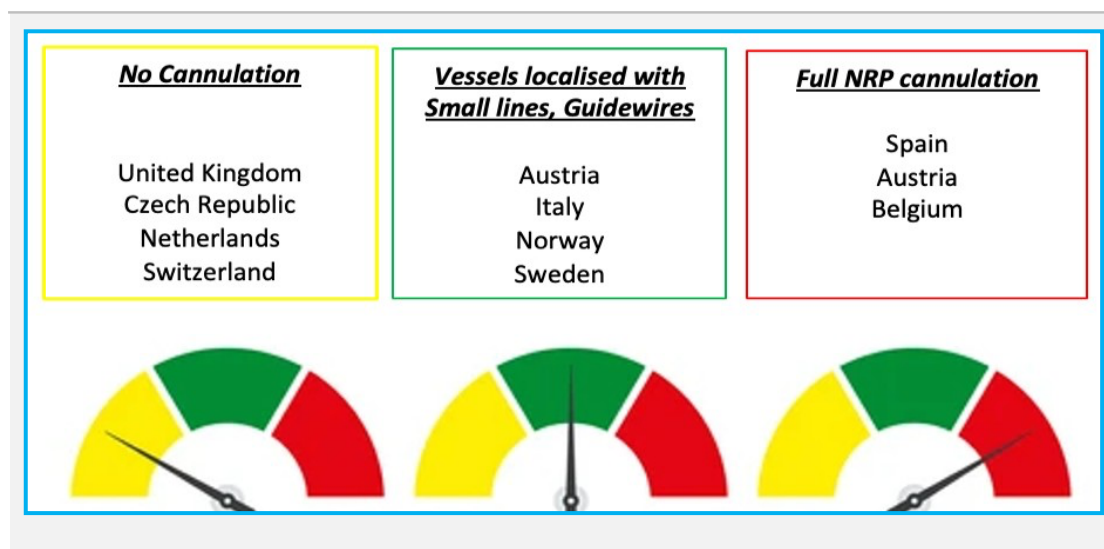 No Cannulation
United Kingdom
Czech Republic
Netherlands
Switzerland
Vessels localised with
Small lines, Guidewires
Austria
Italy
Norway
Sweden
Full NRP cannulation
Spain
Austria
Belgium